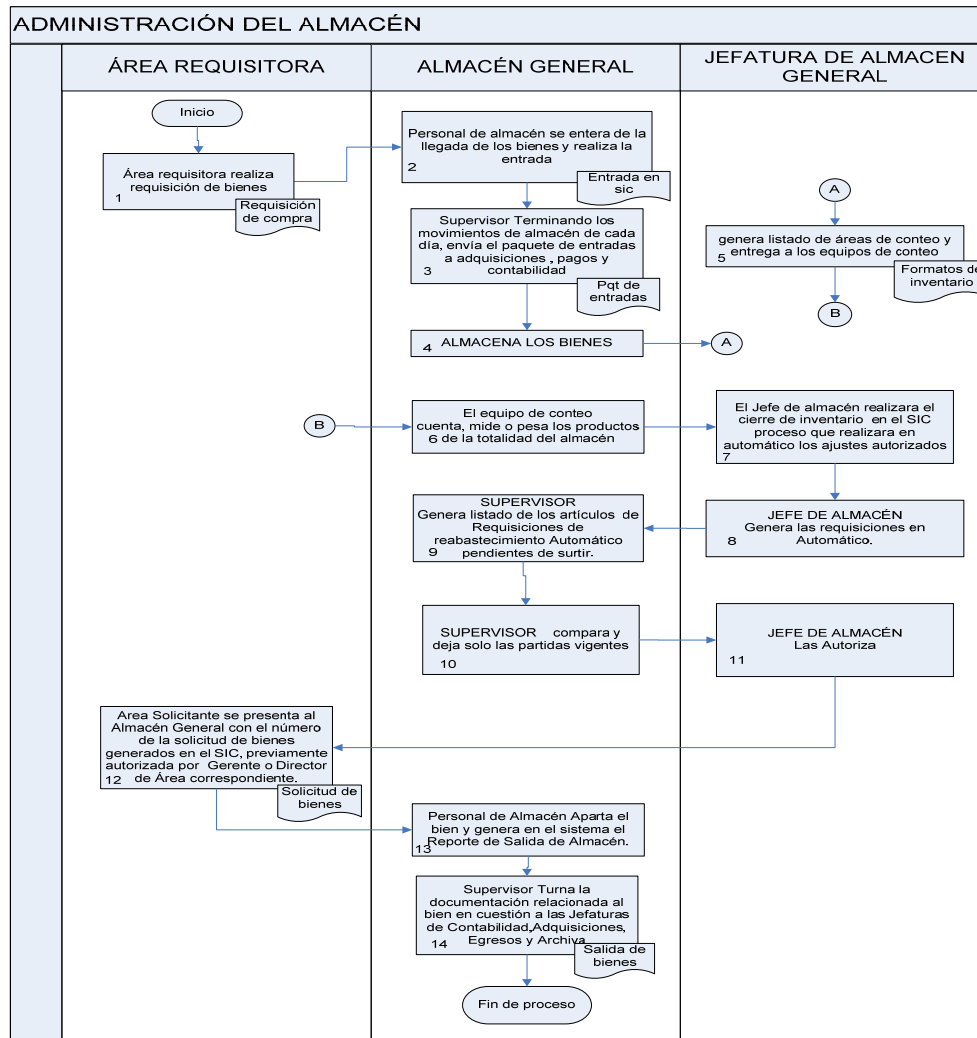 ADMINISTRACIÓN DEL ALMACÉN
ÁREA REQUISITORA
ALMACÉN GENERAL
JEFATURA DE ALMACEN
GENERAL
Inicio
Área requisitora realiza
requisición de bienes
1
Requisición
de compra
Personal de almacén se entera de la
llegada de los bienes y realiza la
entrada
2
Entrada en
sic
Supervisor Terminando los
movimientos de almacén de cada
día, envía el paquete de entradas
a adquisiciones , pagos y
3 contabilidad
Pqt de
entradas
4 ALMACENA LOS BIENES
A
A
genera listado de áreas de conteo y
5 entrega a los equipos de conteo
Formatos de
inventario
B
B
El equipo de conteo
cuenta, mide o pesa los productos
6 de la totalidad del almacén
El Jefe de almacén realizara el
cierre de inventario en el SIC
proceso que realizara en
automático los ajustes autorizados
7
JEFE DE ALMACÉN
Genera las requisiciones en
8 Automático.
SUPERVISOR
Genera listado de los artículos de
Requisiciones de
reabastecimiento Automático
9 pendientes de surtir.
SUPERVISOR compara y
deja solo las partidas vigentes
10
JEFE DE ALMACÉN
Las Autoriza
11
Area Solicitante se presenta al
Almacén General con el número
de la solicitud de bienes
generados en el SIC, previamente
autorizada por Gerente o Director
12 de Área correspondiente.
Solicitud de
bienes
Personal de Almacén Aparta el
bien y genera en el sistema el
Reporte de Salida de Almacén.
13
Supervisor Turna la
documentación relacionada al
bien en cuestión a las Jefaturas
de Contabilidad,Adquisiciones,
14 Egresos y Archiva
Salida de
bienes
Fin de proceso